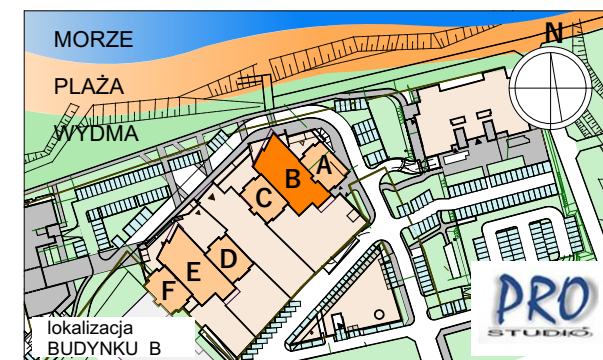 MORZE
N
PLAŻA
WYDMA
A
B
C
D
E
F
lokalizacja
BUDYNKU B
PRO
STUDIO,